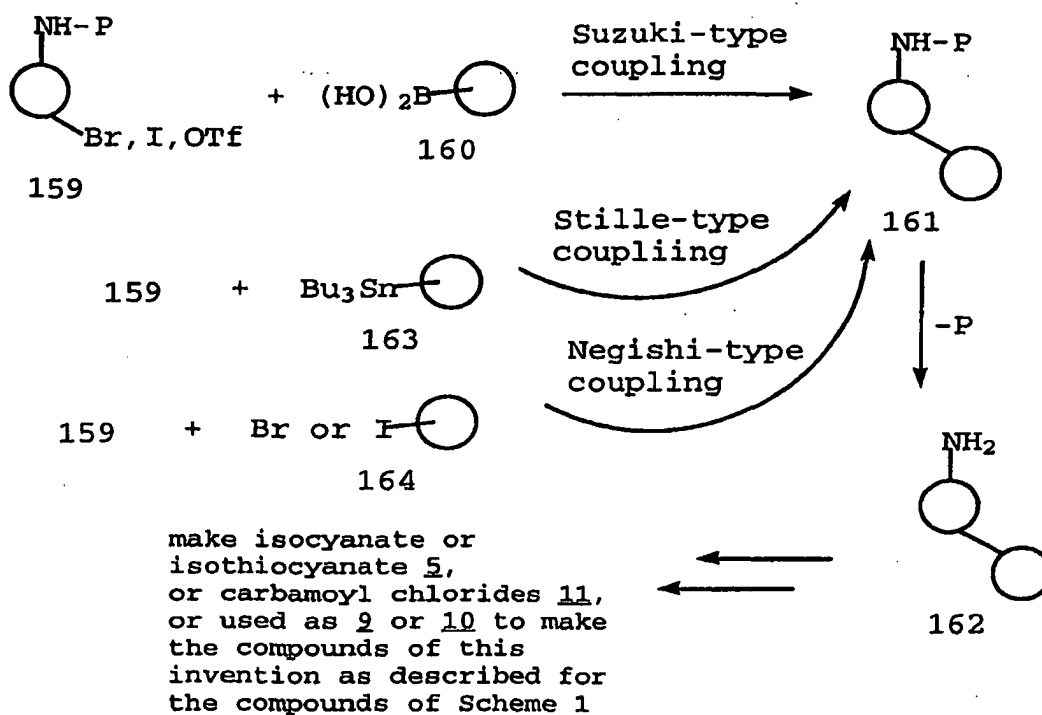 NH-P
Br,I,OTf
159
+ (HO)2B
160
Suzuki-type
coupling
NH-P
161
159 + Bu3Sn
163
Stille-type
coupliing
-P
159 + Br or I
164
Negishi-type
coupling
NH2
162
make isocyanate or
isothiocyanate 5,
or carbamoyl chlorides 11,
or used as 9 or 10 to make
the compounds of this
invention as described for
the compounds of Scheme 1